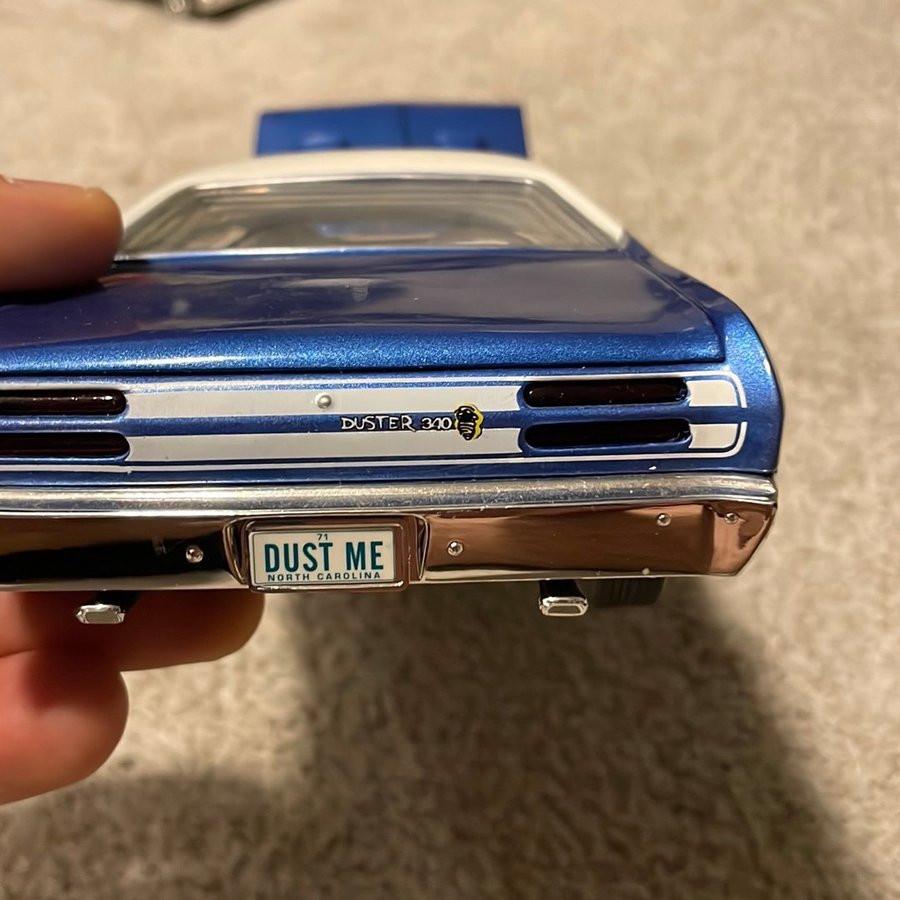 DUSTER 340
71
DUST ME
NORTH CAROLINA